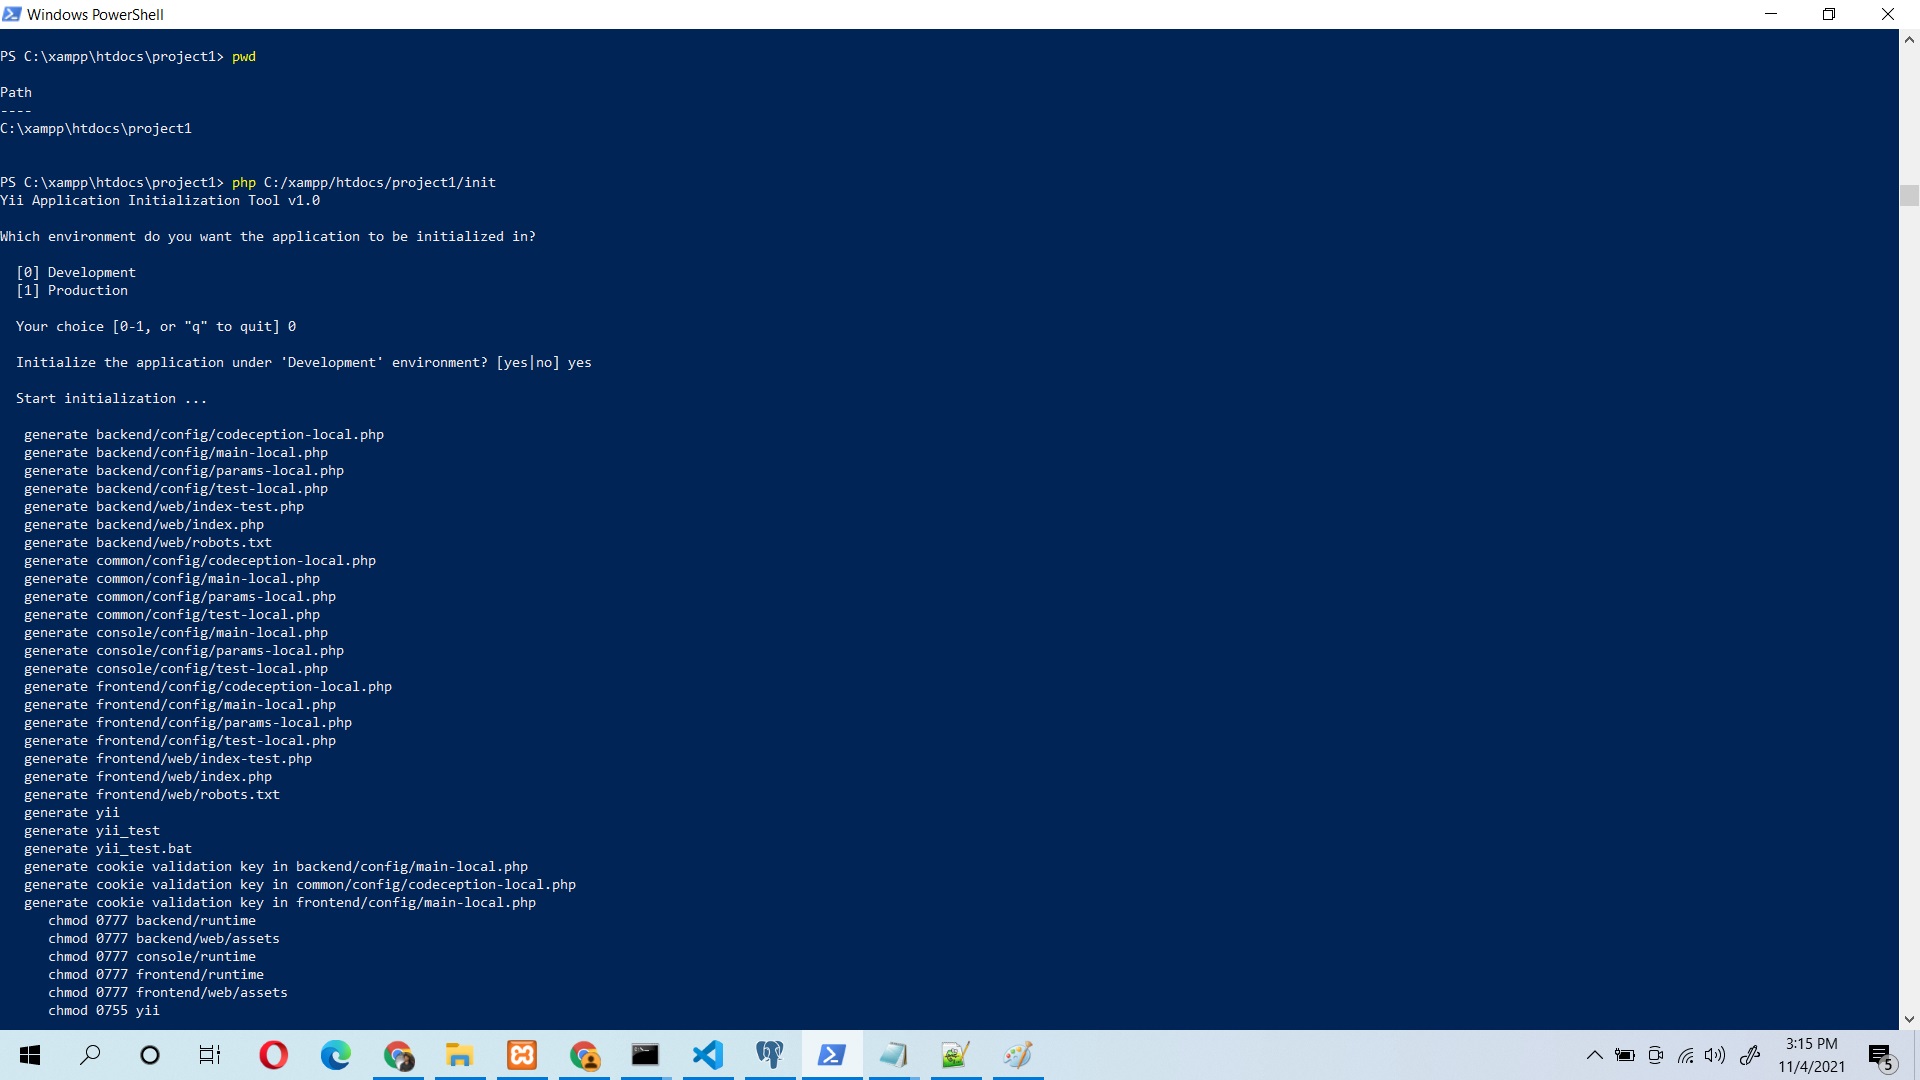 Windows PowerShell
PS C:\xampp\htdocs\project1> pwd
Path
----
C:\xampp\htdocs\project1
PS C:\xampp\htdocs\project1> php C:/xampp/htdocs/project1/init
Yii Application Initialization Tool v1.0
Which environment do you want the application to be initialized in?
[0] Development
[1] Production
Your choice [0-1, or "q" to quit] 0
Initialize the application under 'Development' environment? [yes|no] yes
Start initialization ...
generate backend/config/codeception-local.php
generate backend/config/main-local.php
generate backend/config/params-local.php
generate backend/config/test-local.php
generate backend/web/index-test.php
generate backend/web/index.php
generate backend/web/robots.txt
generate common/config/codeception-local.php
generate common/config/main-local.php
generate common/config/params-local.php
generate common/config/test-local.php
generate console/config/main-local.php
generate console/config/params-local.php
generate console/config/test-local.php
generate frontend/config/codeception-local.php
generate frontend/config/main-local.php
generate frontend/config/params-local.php
generate frontend/config/test-local.php
generate frontend/web/index-test.php
generate frontend/web/index.php
generate frontend/web/robots.txt
generate yii
generate yii_test
generate yii_test.bat
generate cookie validation key in backend/config/main-local.php
generate cookie validation key in common/config/codeception-local.php
generate cookie validation key in frontend/config/main-local.php
chmod 0777 backend/runtime
chmod 0777 backend/web/assets
chmod 0777 console/runtime
chmod 0777 frontend/runtime
chmod 0777 frontend/web/assets
chmod 0755 yii
3:15 PM
11/4/2021
5